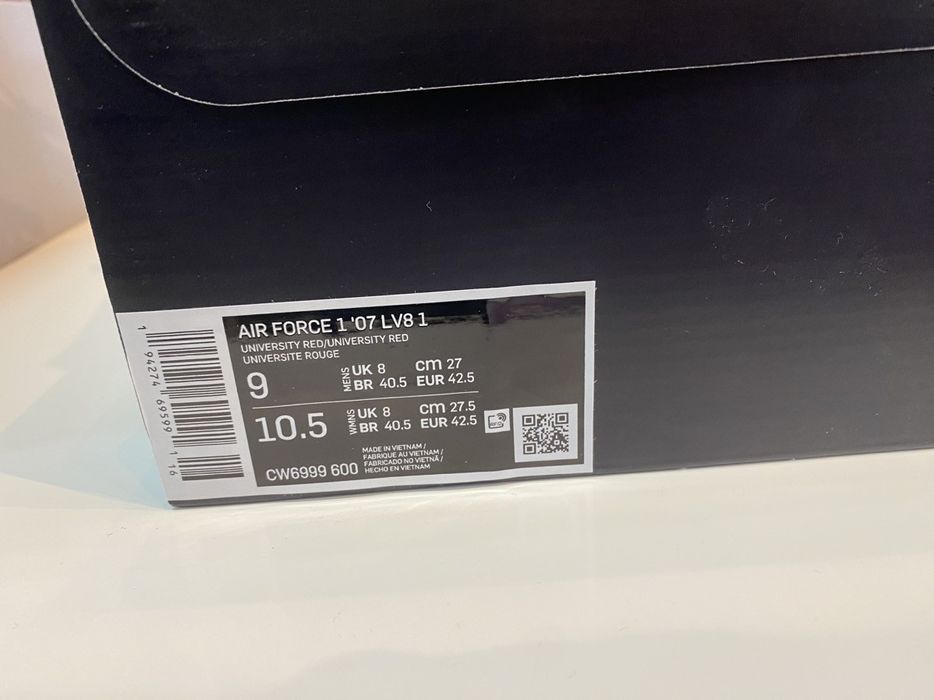 AIR FORCE 1 '07 LV8 1
UNIVERSITY RED/UNIVERSITY RED
UNIVERSITE ROUGE
9
MENS
UK 8 cm 27
BR 40.5 EUR 42.5
10.5
WMNS
UK 8 cm 27.5
BR 40.5 EUR 42.5
RFID
CW6999 600
MADE IN VIETNAM /
FABRIQUE AU VIETNAM /
FABRICADO NO VIETNÃ /
HECHO EN VIETNAM
1 94274 69599 1 16